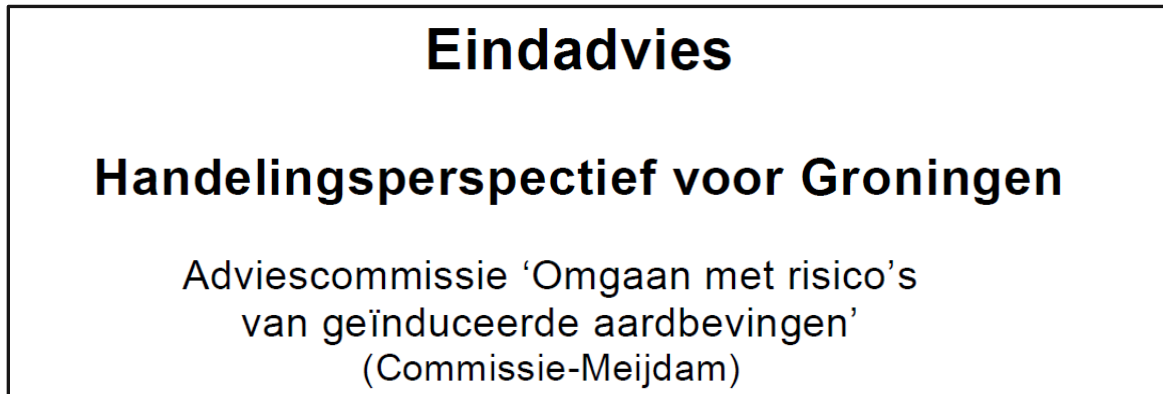 Eindadvies
Handelingsperspectief voor Groningen
Adviescommissie ‘Omgaan met risico’s
van geïnduceerde aardbevingen’
(Commissie-Meijdam)